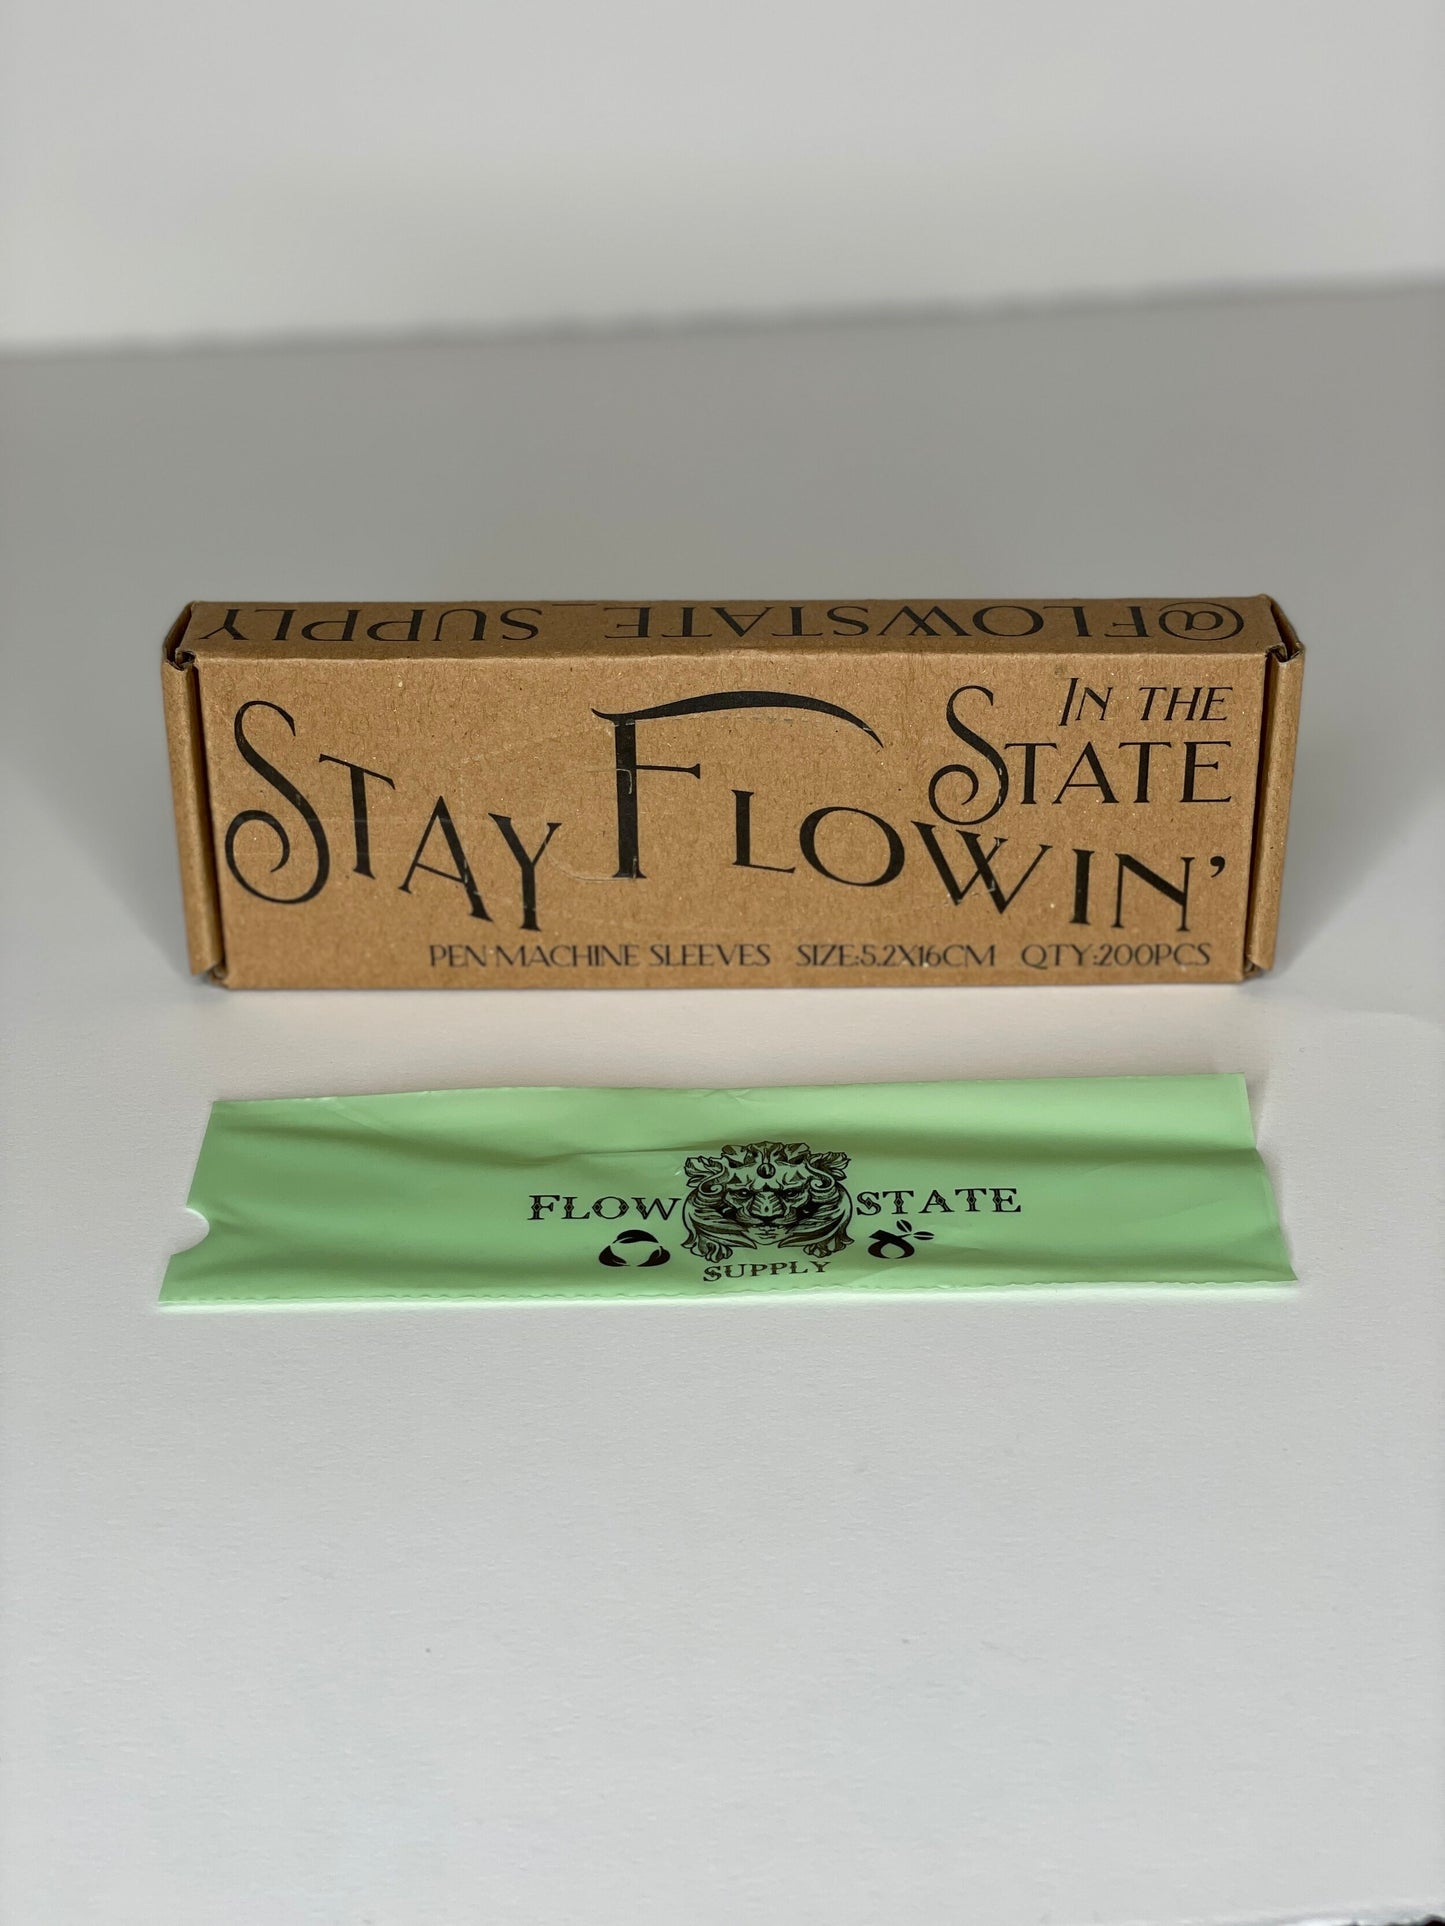 @FLOWSTATE_SUPPLY
IN THE
STATE
STAY FLOWIN'
PEN MACHINE SLEEVES SIZE:5.2X16CM QTY:200PCS
FLOW STATE
SUPPLY